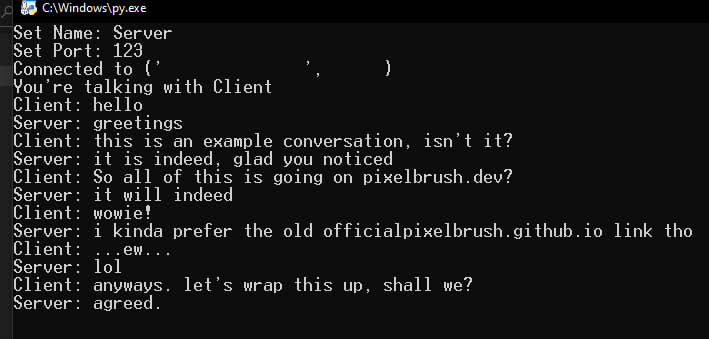 C:\Windows\py.exe
Set Name: Server
Set Port: 123
Connected to ('              ',      )
You're talking with Client
Client: hello
Server: greetings
Client: this is an example conversation, isn't it?
Server: it is indeed, glad you noticed
Client: So all of this is going on pixelbrush.dev?
Server: it will indeed
Client: wowie!
Server: i kinda prefer the old officialpixelbrush.github.io link tho
Client: ...ew...
Server: lol
Client: anyways. let's wrap this up, shall we?
Server: agreed.